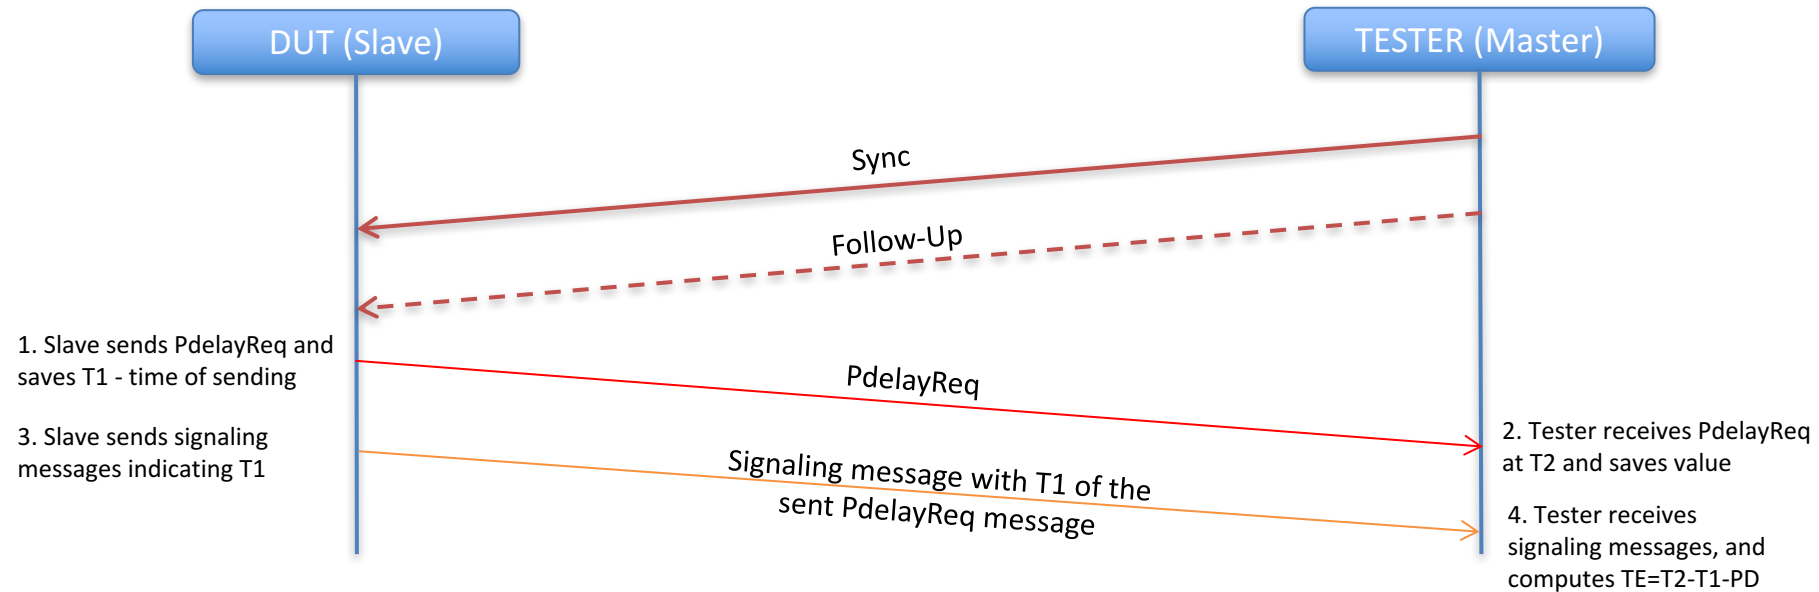 DUT (Slave)
TESTER (Master)
Sync
Follow-Up
1. Slave sends PdelayReq and
saves T1 - time of sending
PdelayReq
3. Slave sends signaling
messages indicating T1
2. Tester receives PdelayReq
at T2 and saves value
Signaling message with T1 of the
sent PdelayReq message
4. Tester receives
signaling messages, and
computes TE=T2-T1-PD